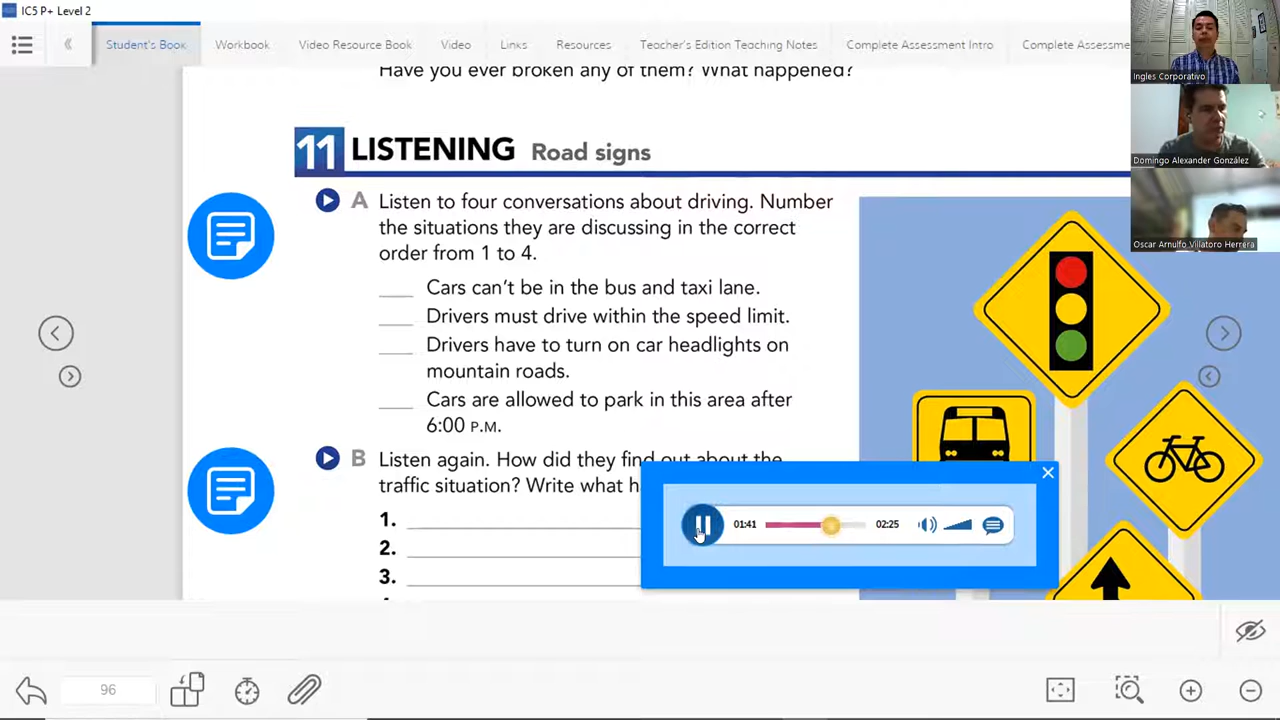 IC5 P+ Level 2
Student's Book
Workbook
Video Resource Book
Video
Links
Resources
Teacher's Edition Teaching Notes
Complete Assessment Intro
Complete Assessme
Ingles Corporativo
Domingo Alexander González
Oscar Arnulfo Villatoro Herrera
Have you ever broken any of them? What happened?
11 LISTENING Road signs
A Listen to four conversations about driving. Number
the situations they are discussing in the correct
order from 1 to 4.
____ Cars can't be in the bus and taxi lane.
____ Drivers must drive within the speed limit.
____ Drivers have to turn on car headlights on
mountain roads.
____ Cars are allowed to park in this area after
6:00 P.M.
B Listen again. How did they find out about the
traffic situation? Write what h
1.
2.
3.
01:41
02:25
96